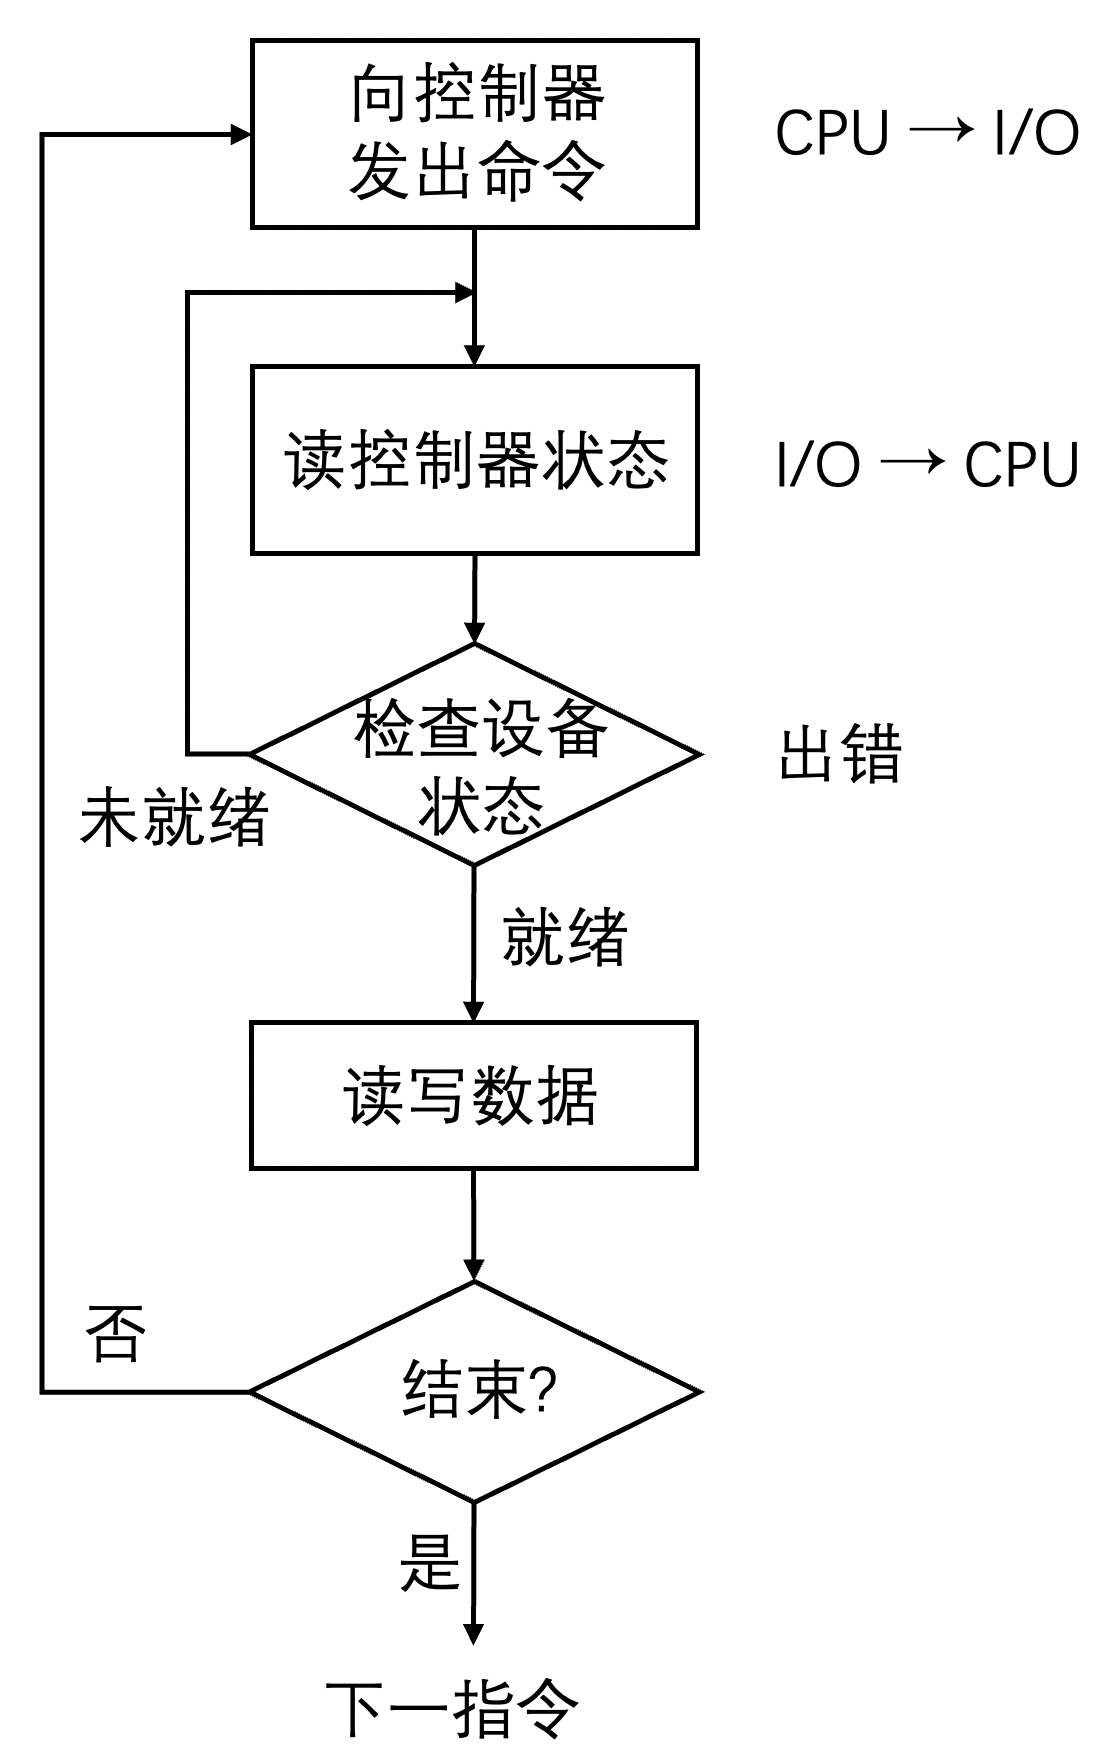 向控制器
发出命令
CPU → I/O
读控制器状态
I/O → CPU
检查设备
状态
出错
未就绪
就绪
读写数据
否
结束?
是
下一指令